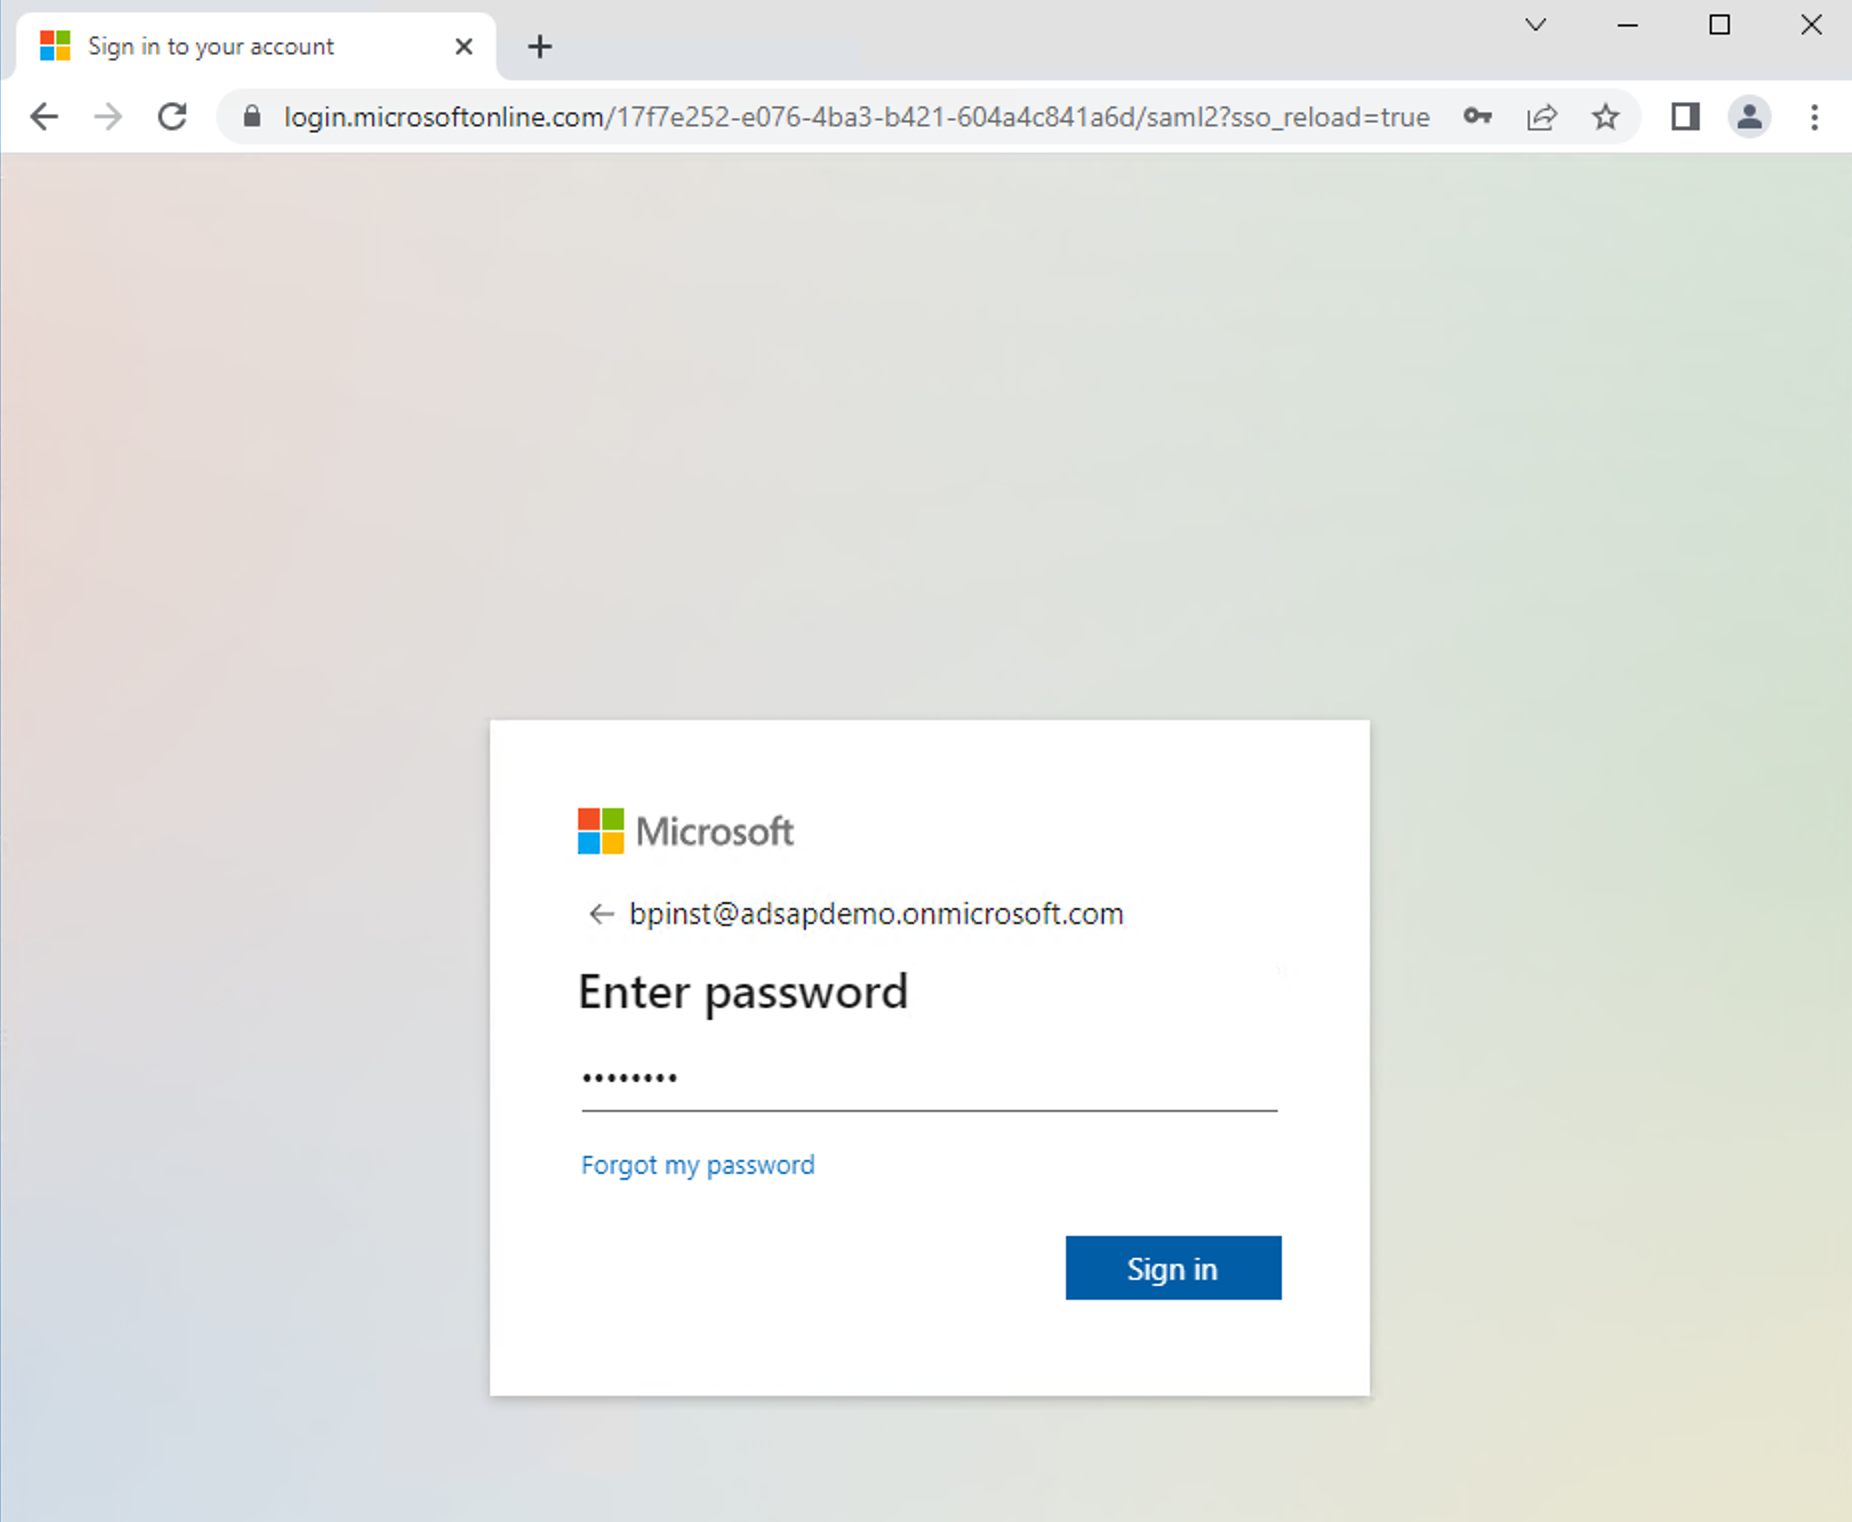 Sign in to your account
login.microsoftonline.com/17f7e252-e076-4ba3-b421-604a4c841a6d/saml2?sso_reload=true
Microsoft
bpinst@adsapdemo.onmicrosoft.com
Enter password
••••••••
Forgot my password
Sign in